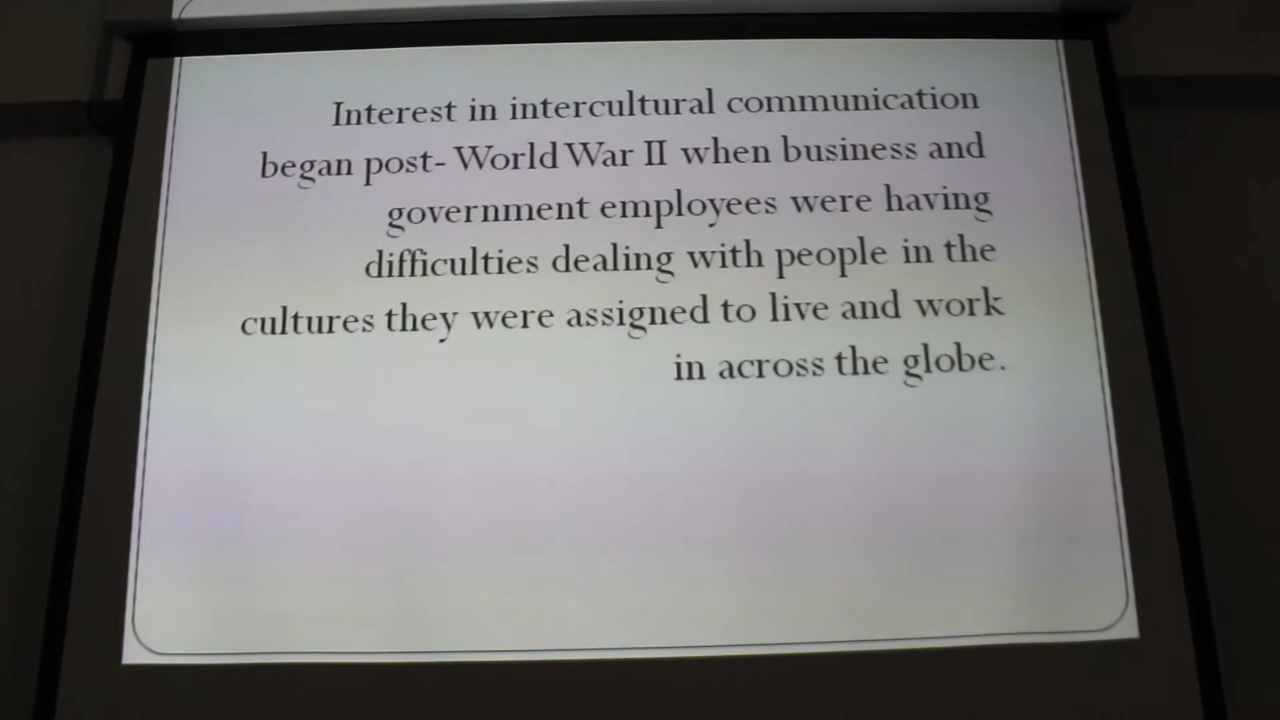 Interest in intercultural communication
began post- World War II when business and
government employees were having
difficulties dealing with people in the
cultures they were assigned to live and work
in across the globe.